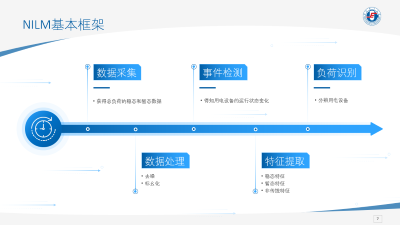 NILM基本框架
数据采集
• 获得总负荷的稳态和暂态数据
事件检测
• 得知用电设备的运行状态变化
负荷识别
• 分辨用电设备
数据处理
• 去噪
• 标幺化
特征提取
• 稳态特征
• 暂态特征
• 非传统特征